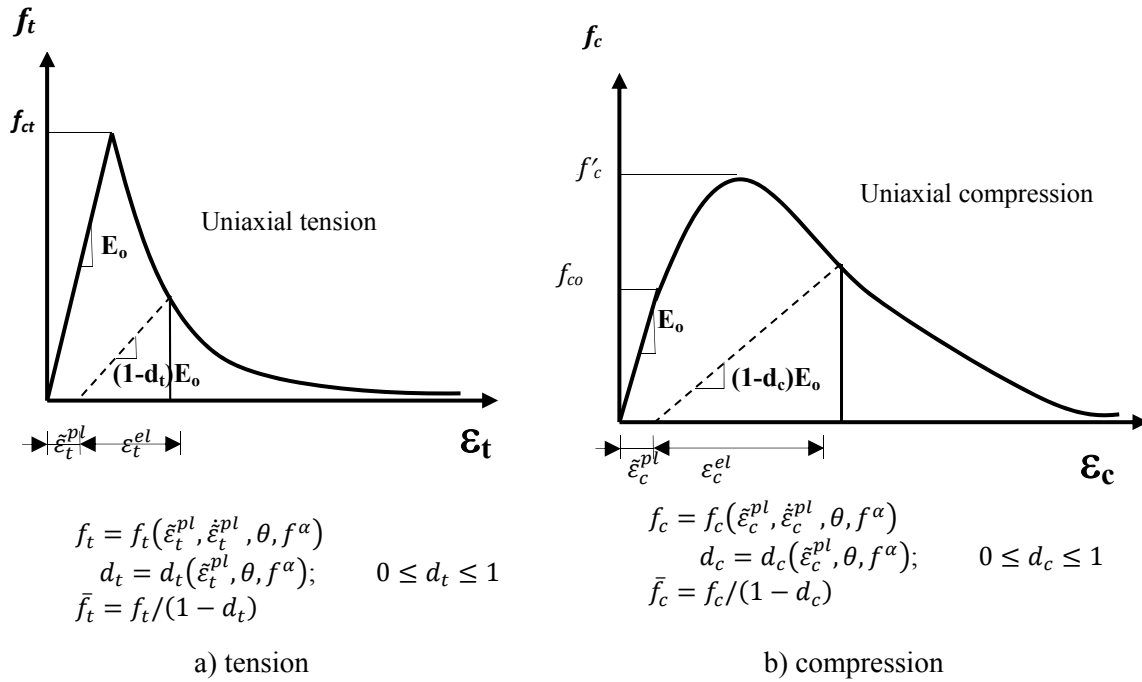 f_t
f_ct
Uniaxial tension
E_o
(1-d_t)E_o
ε̃_t^pl
ε_t^el
ε_t
f_t = f_t(ε̃_t^pl, ε̃̇_t^pl, θ, f^α)
d_t = d_t(ε̃_t^pl, θ, f^α); 0 ≤ d_t ≤ 1
f̄_t = f_t/(1 − d_t)
a) tension
f_c
f'_c
Uniaxial compression
f_co
E_o
(1-d_c)E_o
ε̃_c^pl
ε_c^el
ε_c
f_c = f_c(ε̃_c^pl, ε̃̇_c^pl, θ, f^α)
d_c = d_c(ε̃_c^pl, θ, f^α); 0 ≤ d_c ≤ 1
f̄_c = f_c/(1 − d_c)
b) compression